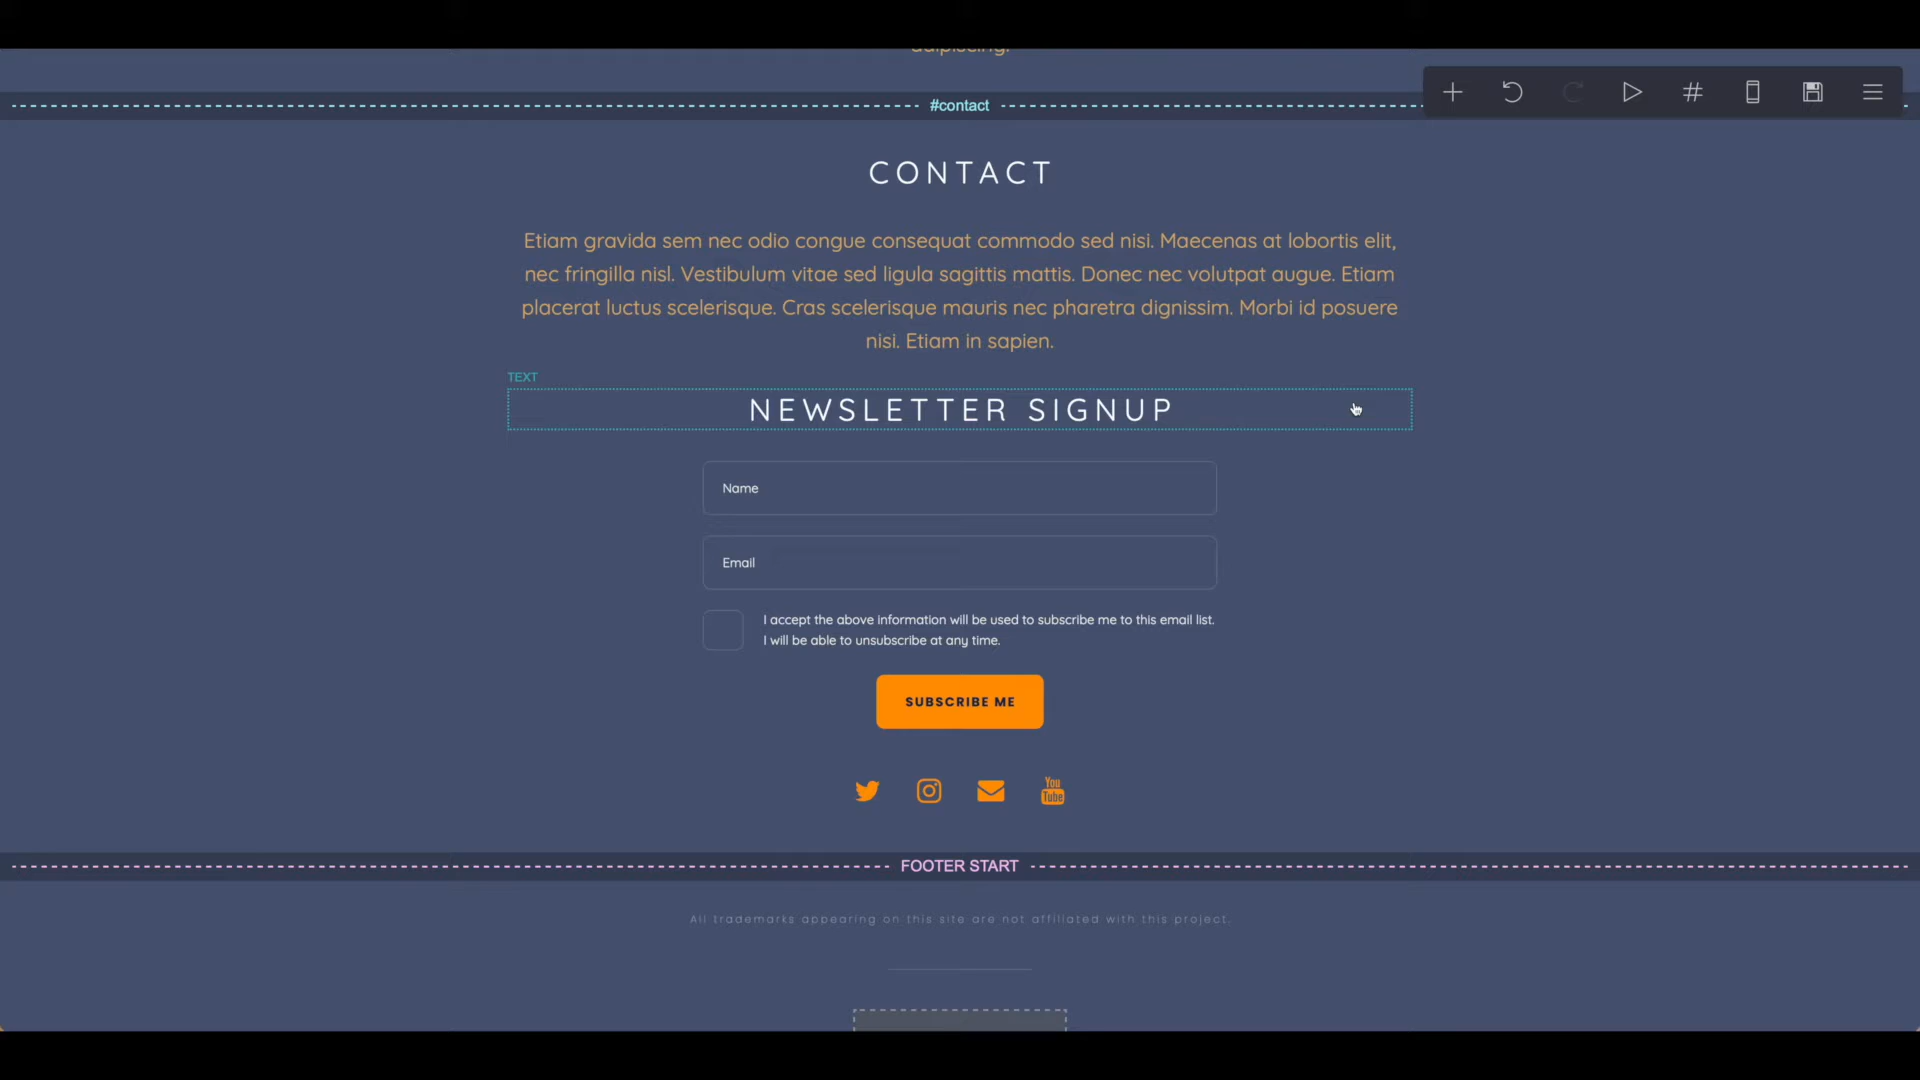 adipiscing.
#contact
CONTACT
Etiam gravida sem nec odio congue consequat commodo sed nisi. Maecenas at lobortis elit,
nec fringilla nisl. Vestibulum vitae sed ligula sagittis mattis. Donec nec volutpat augue. Etiam
placerat luctus scelerisque. Cras scelerisque mauris nec pharetra dignissim. Morbi id posuere
nisi. Etiam in sapien.
TEXT
NEWSLETTER SIGNUP
Name
Email
I accept the above information will be used to subscribe me to this email list.
I will be able to unsubscribe at any time.
SUBSCRIBE ME
You
Tube
FOOTER START
All trademarks appearing on this site are not affiliated with this project.